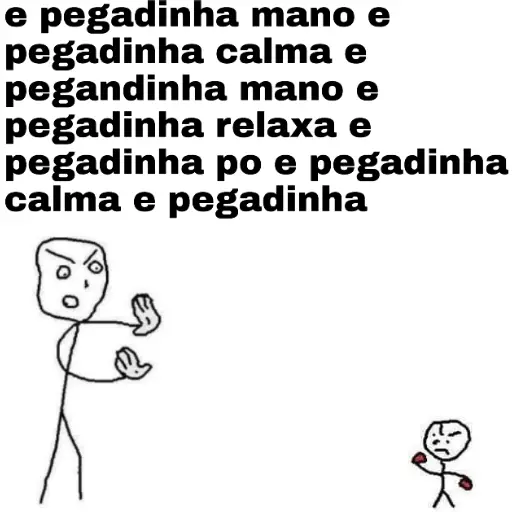 e pegadinha mano e
pegadinha calma e
pegandinha mano e
pegadinha relaxa e
pegadinha po e pegadinha
calma e pegadinha